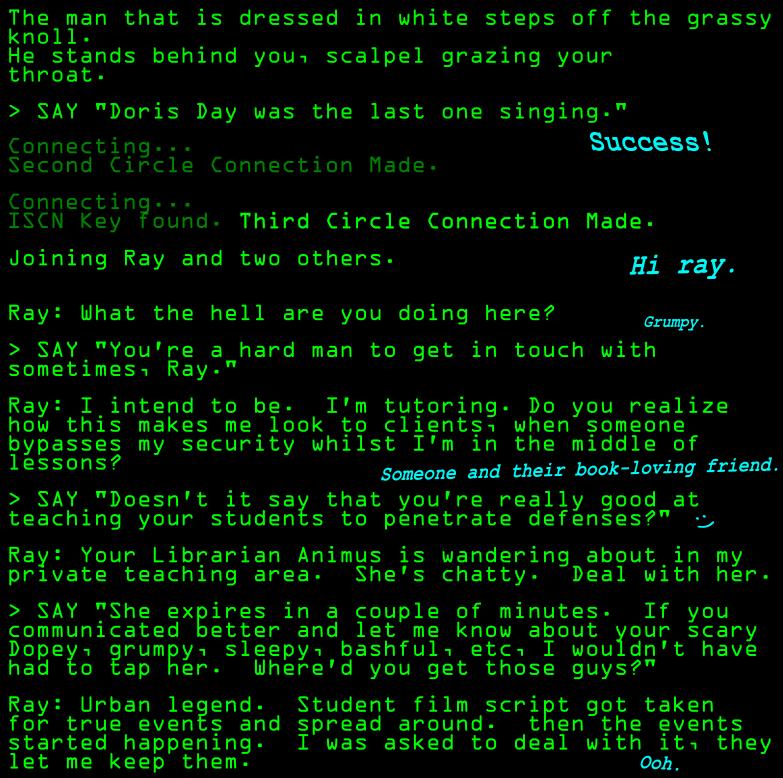 The man that is dressed in white steps off the grassy
knoll.
He stands behind you, scalpel grazing your
throat.
> SAY "Doris Day was the last one singing."
Success!
Connecting...
Second Circle Connection Made.
Connecting...
ISCN Key found. Third Circle Connection Made.
Joining Ray and two others.
Hi ray.
Ray: What the hell are you doing here?
Grumpy.
> SAY "You're a hard man to get in touch with
sometimes, Ray."
Ray: I intend to be.  I'm tutoring. Do you realize
how this makes me look to clients, when someone
bypasses my security whilst I'm in the middle of
lessons?
Someone and their book-loving friend.
> SAY "Doesn't it say that you're really good at
teaching your students to penetrate defenses?" :)
Ray: Your Librarian Animus is wandering about in my
private teaching area.  She's chatty.  Deal with her.
> SAY "She expires in a couple of minutes.  If you
communicated better and let me know about your scary
Dopey, grumpy, sleepy, bashful, etc, I wouldn't have
had to tap her.  Where'd you get those guys?"
Ray: Urban legend.  Student film script got taken
for true events and spread around.  then the events
started happening.  I was asked to deal with it, they
let me keep them.
Ooh.